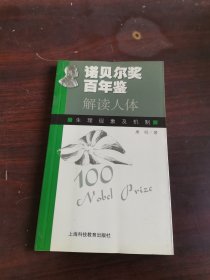 诺贝尔奖
百年鉴
解读人体
生理现象及机制
著
100
Nobel Prize
上海科技教育出版社